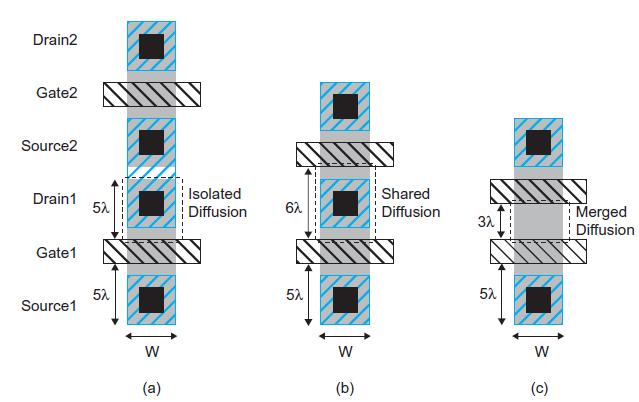 Drain2
Gate2
Source2
Drain1
Gate1
Source1
5λ
5λ
Isolated
Diffusion
W
(a)
6λ
5λ
Shared
Diffusion
W
(b)
3λ
5λ
Merged
Diffusion
W
(c)